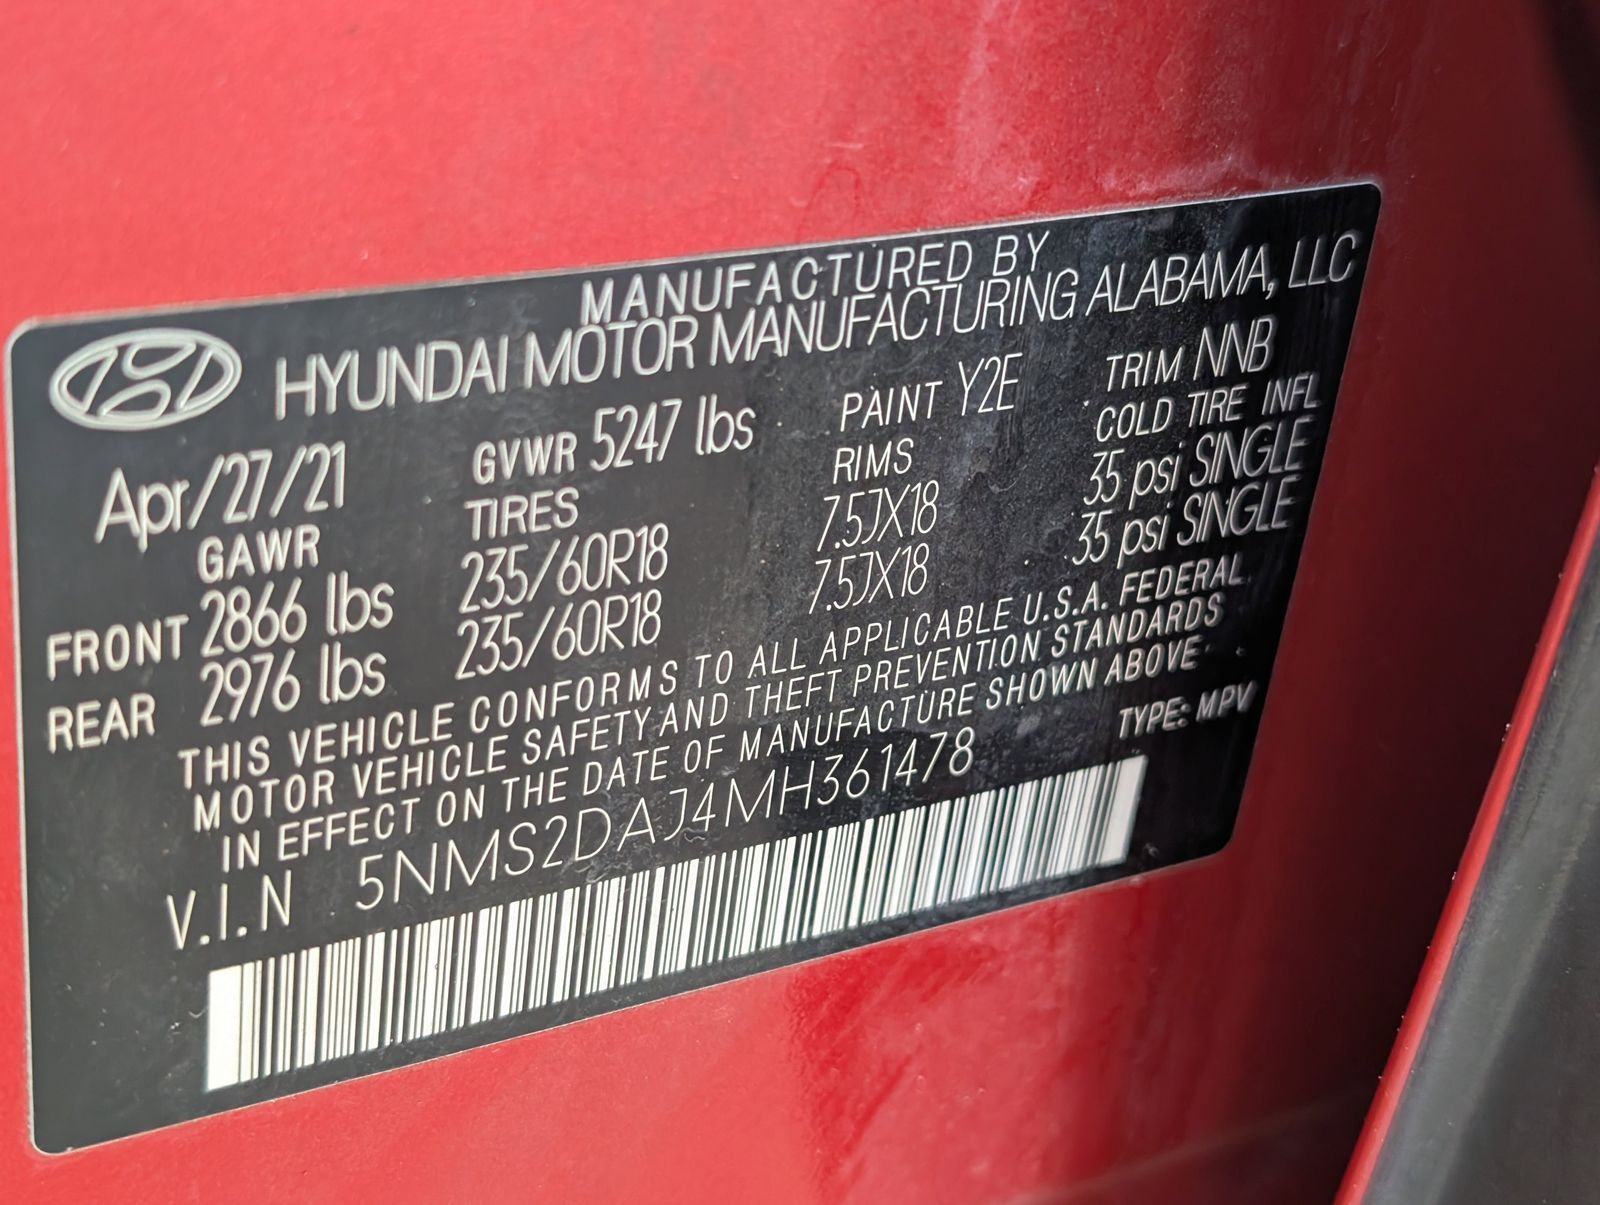 MANUFACTURED BY
HYUNDAI MOTOR MANUFACTURING ALABAMA, LLC
Apr/27/21 GVWR 5247 lbs PAINT Y2E TRIM NNB
GAWR TIRES RIMS COLD TIRE INFL
FRONT 2866 lbs 235/60R18 7.5JX18 35 psi SINGLE
REAR 2976 lbs 235/60R18 7.5JX18 35 psi SINGLE
THIS VEHICLE CONFORMS TO ALL APPLICABLE U.S.A. FEDERAL
MOTOR VEHICLE SAFETY AND THEFT PREVENTION STANDARDS
IN EFFECT ON THE DATE OF MANUFACTURE SHOWN ABOVE
V.I.N 5NMS2DAJ4MH361478 TYPE: MPV